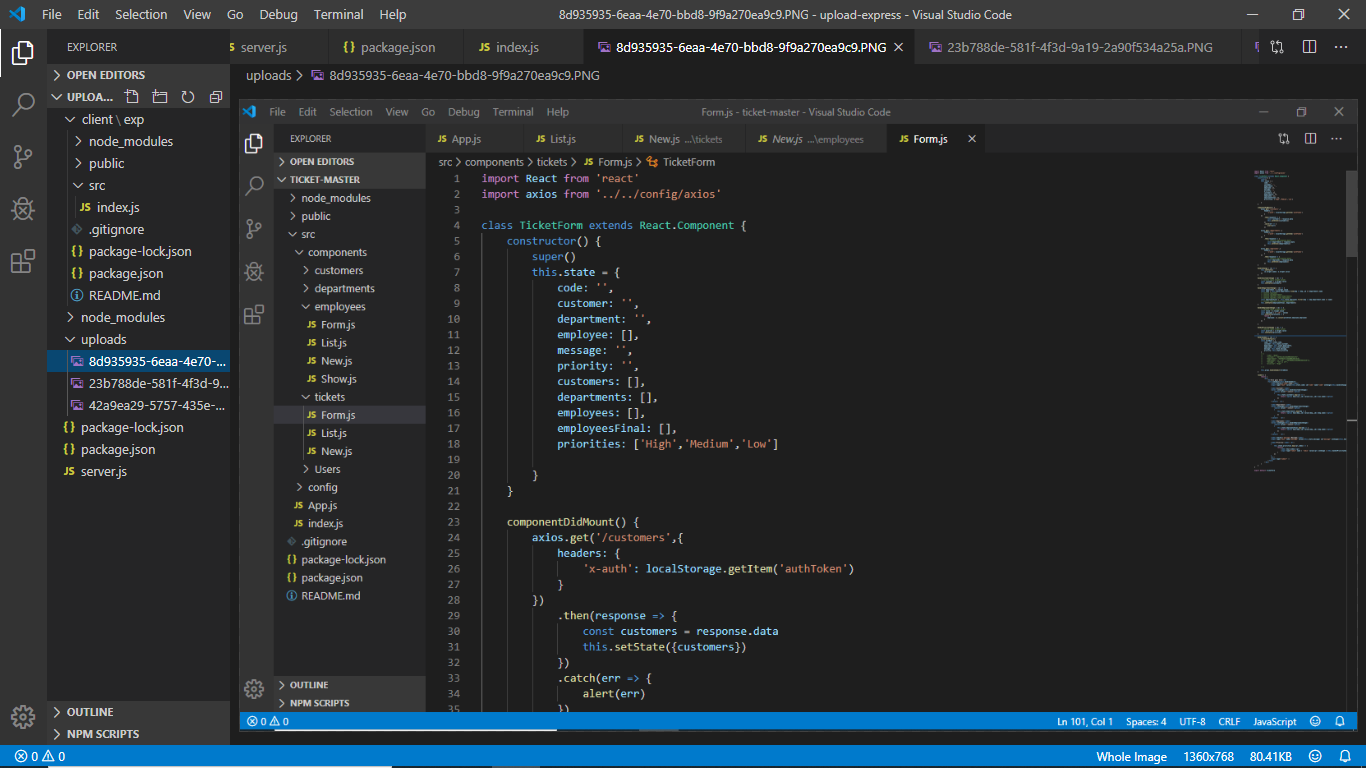 File Edit Selection View Go Debug Terminal Help 8d935935-6eaa-4e70-bbd8-9f9a270ea9c9.PNG - upload-express - Visual Studio Code
EXPLORER
server.js package.json index.js 8d935935-6eaa-4e70-bbd8-9f9a270ea9c9.PNG 23b788de-581f-4f3d-9a19-2a90f534a25a.PNG
OPEN EDITORS
UPLOA...
client \ exp
node_modules
public
src
JS index.js
.gitignore
package-lock.json
package.json
README.md
node_modules
uploads
8d935935-6eaa-4e70-...
23b788de-581f-4f3d-9...
42a9ea29-5757-435e-...
package-lock.json
package.json
JS server.js
OUTLINE
NPM SCRIPTS
uploads > 8d935935-6eaa-4e70-bbd8-9f9a270ea9c9.PNG
File Edit Selection View Go Debug Terminal Help Form.js - ticket-master - Visual Studio Code
EXPLORER
JS App.js JS List.js JS New.js ...\tickets JS New.js ...\employees JS Form.js
OPEN EDITORS
TICKET-MASTER
node_modules
public
src
components
customers
departments
employees
JS Form.js
JS List.js
JS New.js
JS Show.js
tickets
JS Form.js
JS List.js
JS New.js
Users
config
JS App.js
JS index.js
.gitignore
package-lock.json
package.json
README.md
OUTLINE
NPM SCRIPTS
src > components > tickets > JS Form.js > TicketForm
1 import React from 'react'
2 import axios from '../../config/axios'
3
4 class TicketForm extends React.Component {
5 constructor() {
6 super()
7 this.state = {
8 code: '',
9 customer: '',
10 department: '',
11 employee: [],
12 message: '',
13 priority: '',
14 customers: [],
15 departments: [],
16 employees: [],
17 employeesFinal: [],
18 priorities: ['High','Medium','Low']
19
20 }
21 }
22
23 componentDidMount() {
24 axios.get('/customers',{
25 headers: {
26 'x-auth': localStorage.getItem('authToken')
27 }
28 })
29 .then(response => {
30 const customers = response.data
31 this.setState({customers})
32 })
33 .catch(err => {
34 alert(err)
35 })
0 0 Ln 101, Col 1 Spaces: 4 UTF-8 CRLF JavaScript
0 0 Whole Image 1360x768 80.41KB